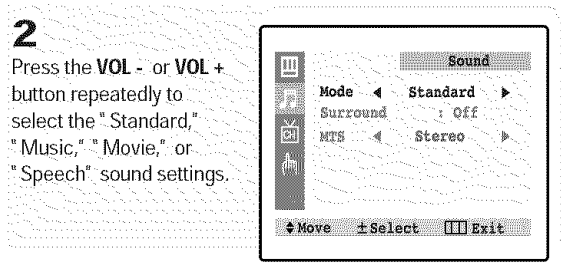 2
Press the VOL - or VOL +
button repeatedly to
select the "Standard,"
"Music," "Movie," or
"Speech" sound settings.
Sound
Mode ◀ Standard ▶
Surround : Off
CH
MTS ◀ Stereo ▶
◆Move ±Select Exit